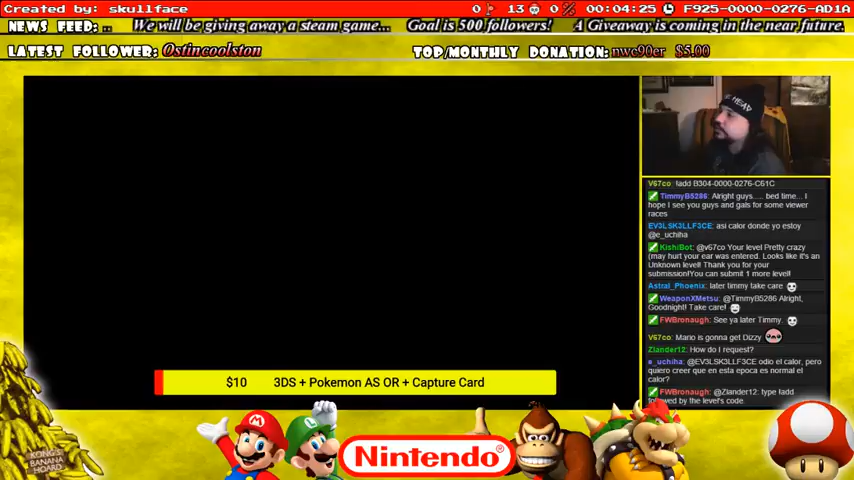 Created by: skullface
0 13 0 00:04:25 F925-0000-0276-AD1A
NEWS FEED: .. We will be giving away a steam game... Goal is 500 followers! A Giveaway is coming in the near future.
LATEST FOLLOWER: Ostincoolston
TOP/MONTHLY DONATION: nwc90er $5.00
HEAD
V67co: !add B304-0000-0276-C61C
TimmyB5286: Alright guys..... bed time... I
hope I see you guys and gals for some viewer
races
EV3LSK3LLF3CE: asi calor donde yo estoy
@e_uchiha
KishiBot: @v67co Your level Pretty crazy
(may hurt your ear was entered. Looks like it's an
Unknown level! Thank you for your
submission!You can submit 1 more level!
Astral_Phoenix: later timmy take care
WeaponXMetsu: @TimmyB5286 Alright,
Goodnight! Take care!
FWBronaugh: See ya later Timmy.
V67co: Mario is gonna get Dizzy
Zlander12: How do I request?
e_uchiha: @EV3LSK3LLF3CE odio el calor, pero
quiero creer que en esta epoca es normal el
calor?
FWBronaugh: @Zlander12: type !add
followed by the level's code.
$10 3DS + Pokemon AS OR + Capture Card
KONG'S
BANANA
HOARD
M
L
Nintendo